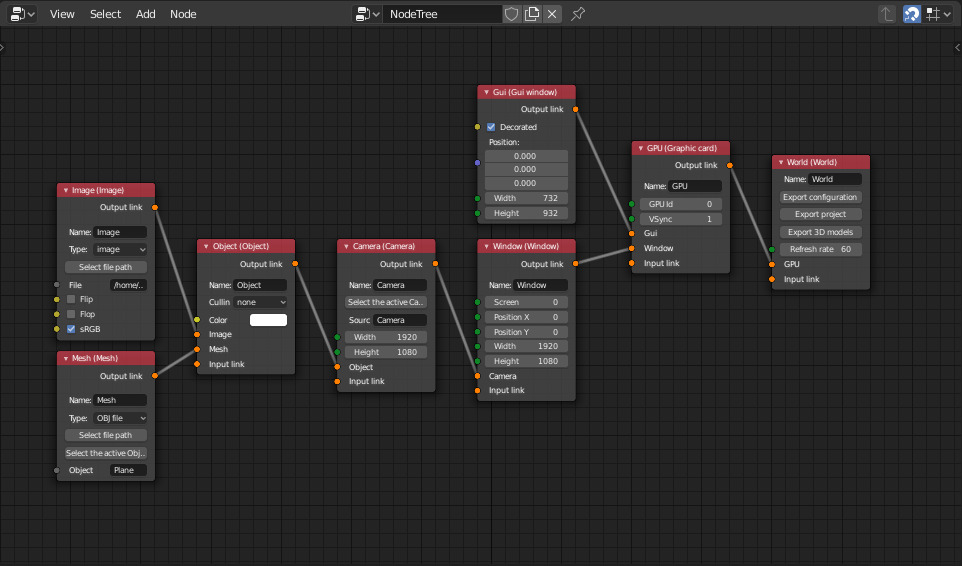 View Select Add Node NodeTree
Gui (Gui window)
Output link
Decorated
Position:
0.000
0.000
0.000
Width 732
Height 932
GPU (Graphic card)
Output link
Name: GPU
GPU Id 0
VSync 1
Gui
Window
Input link
World (World)
Name: World
Export configuration
Export project
Export 3D models
Refresh rate 60
GPU
Input link
Image (Image)
Output link
Name: Image
Type: image
Select file path
File /home/..
Flip
Flop
sRGB
Object (Object)
Output link
Name: Object
Cullin none
Color
Image
Mesh
Input link
Camera (Camera)
Output link
Name: Camera
Select the active Ca..
Sourc Camera
Width 1920
Height 1080
Object
Input link
Window (Window)
Output link
Name: Window
Screen 0
Position X 0
Position Y 0
Width 1920
Height 1080
Camera
Input link
Mesh (Mesh)
Output link
Name: Mesh
Type: OBJ file
Select file path
Select the active Obj..
Object Plane